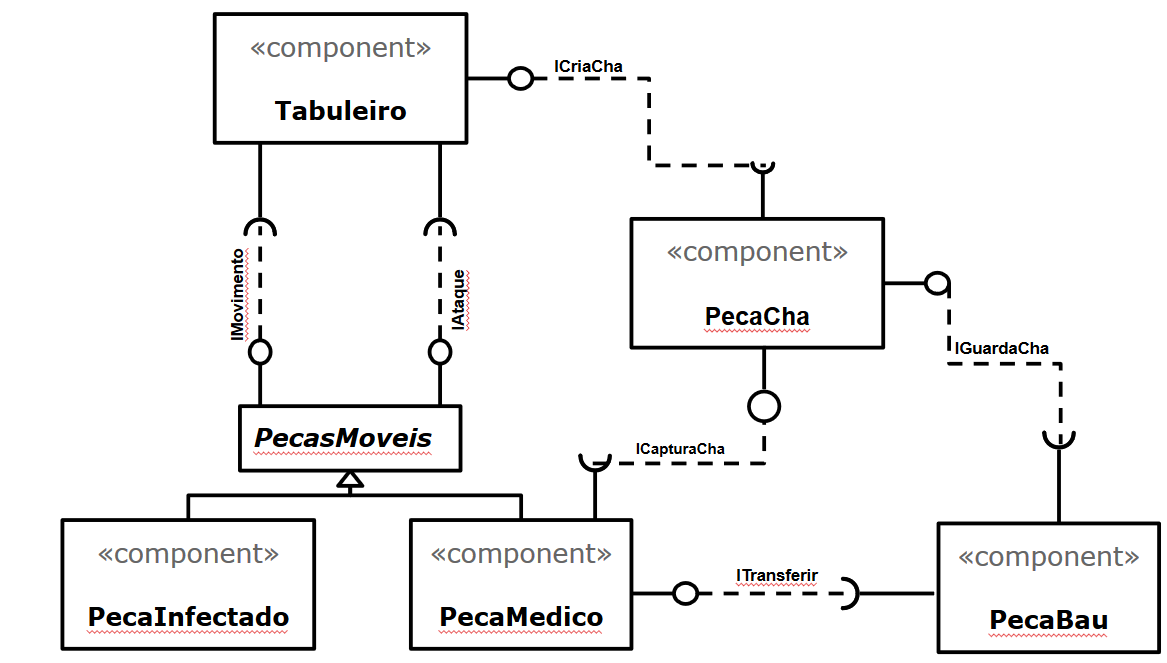 «component»
Tabuleiro
ICriaCha
IMovimento
IAtaque
«component»
PecaCha
IGuardaCha
PecasMoveis
ICapturaCha
«component»
PecaInfectado
«component»
PecaMedico
ITransferir
«component»
PecaBau